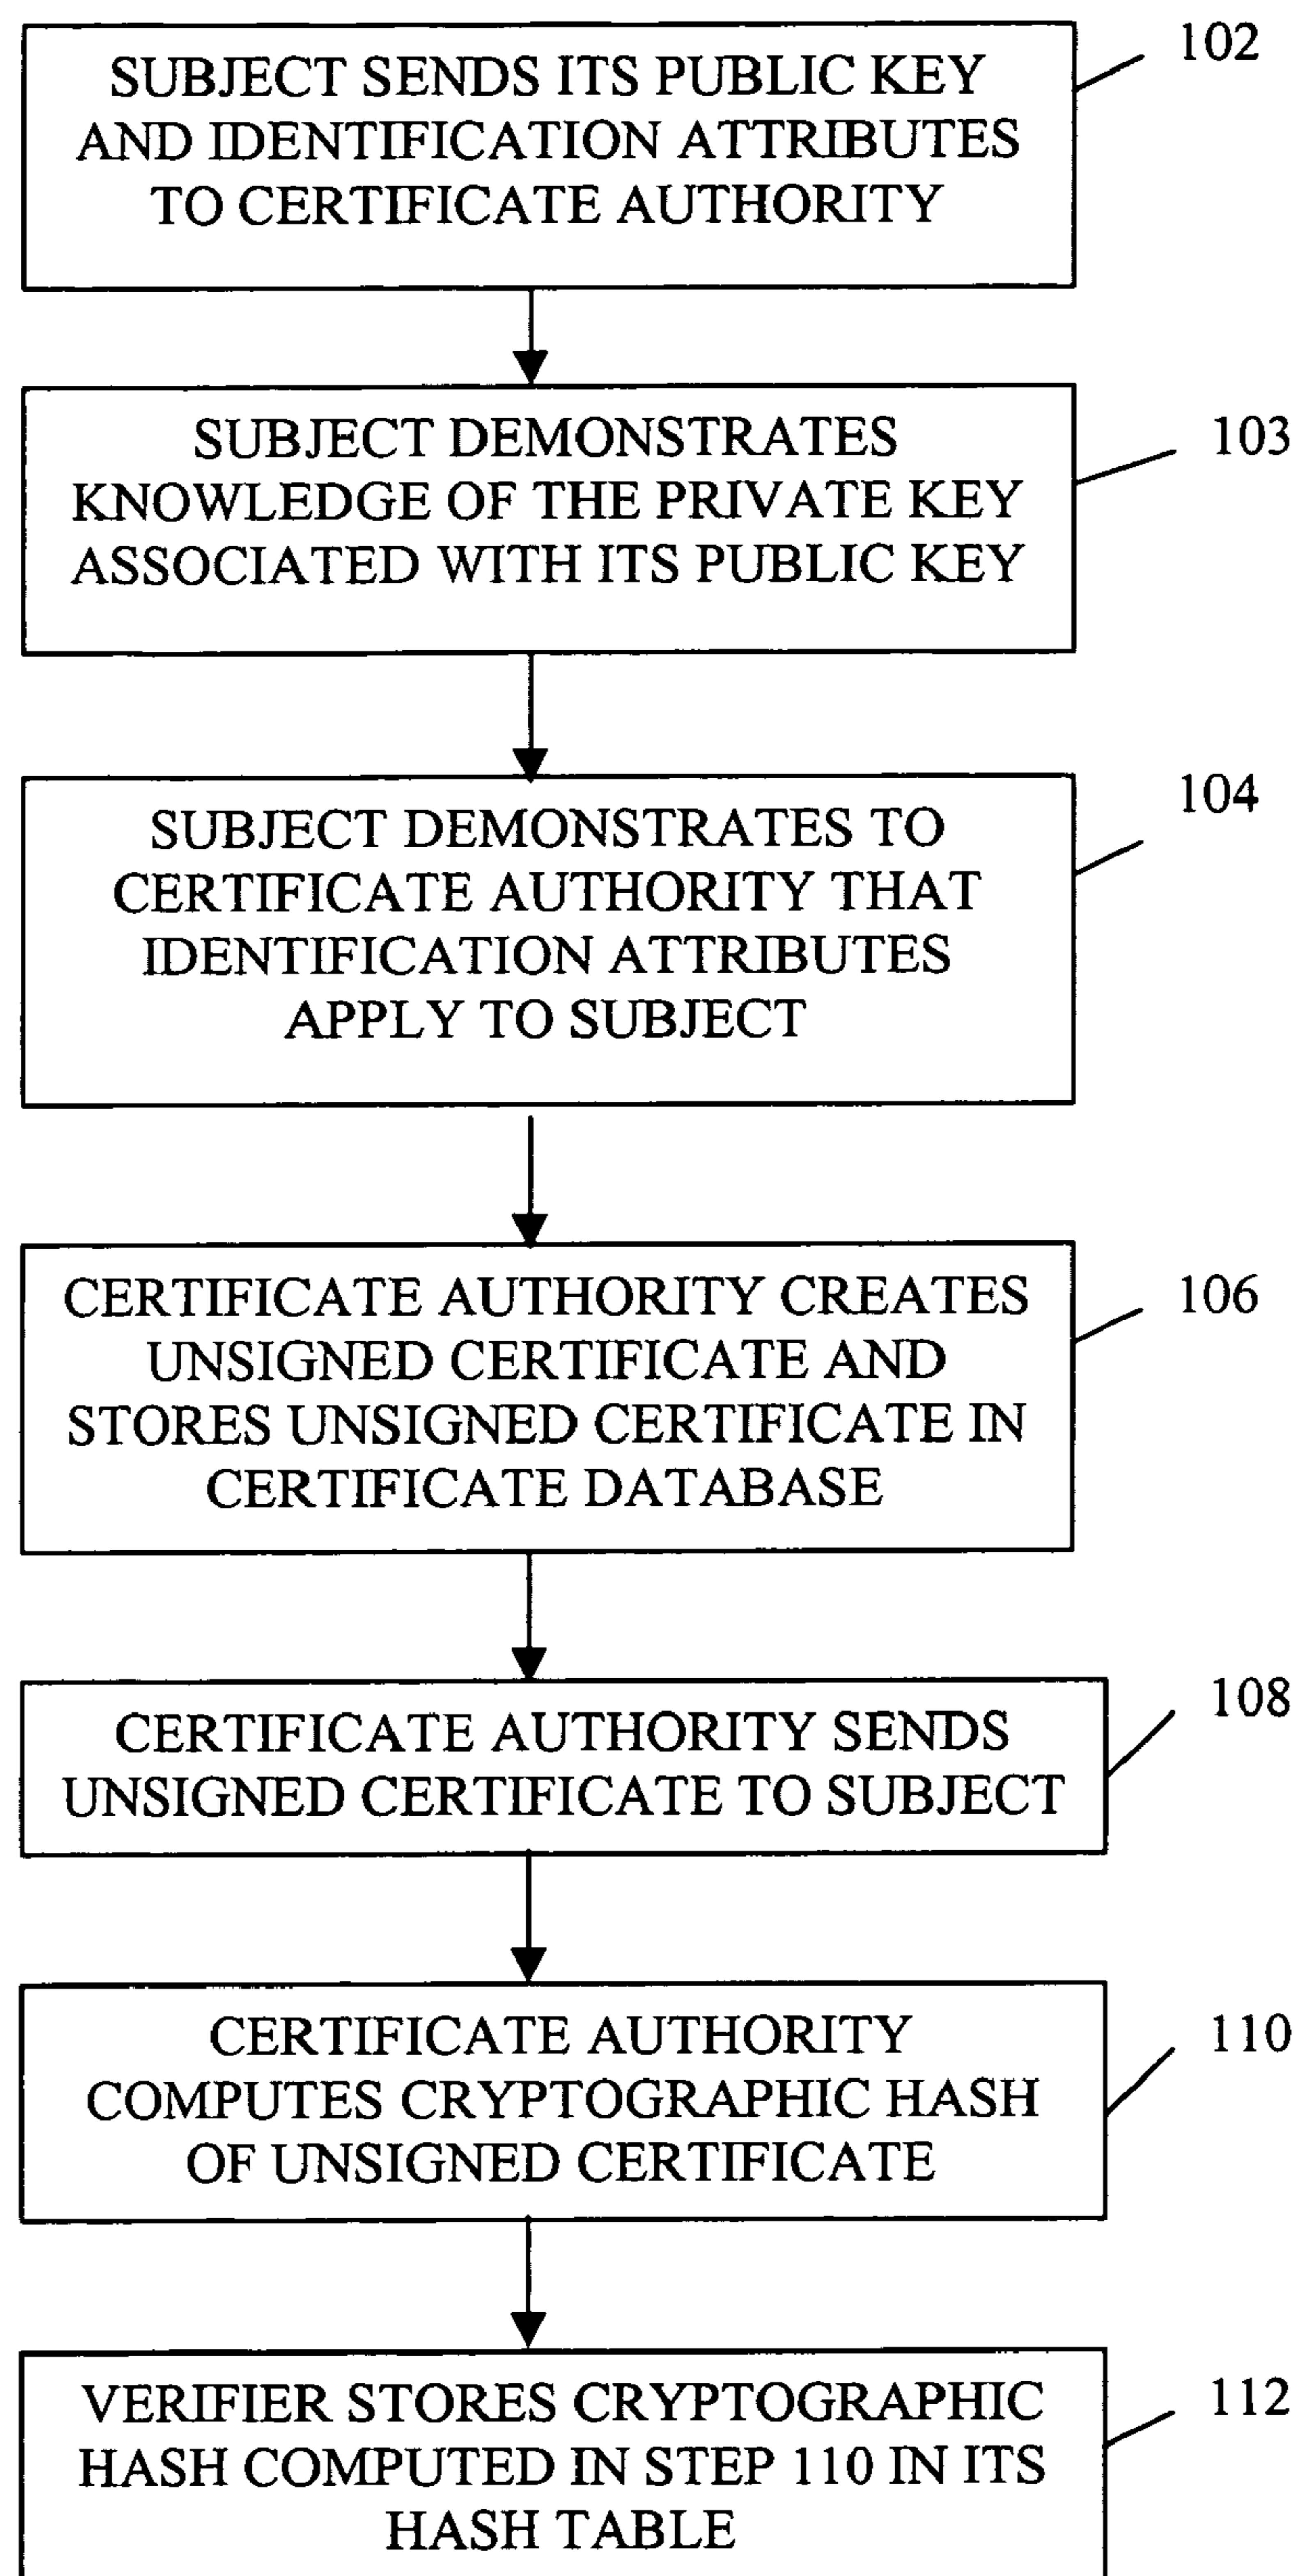 102
SUBJECT SENDS ITS PUBLIC KEY
AND IDENTIFICATION ATTRIBUTES
TO CERTIFICATE AUTHORITY
103
SUBJECT DEMONSTRATES
KNOWLEDGE OF THE PRIVATE KEY
ASSOCIATED WITH ITS PUBLIC KEY
104
SUBJECT DEMONSTRATES TO
CERTIFICATE AUTHORITY THAT
IDENTIFICATION ATTRIBUTES
APPLY TO SUBJECT
106
CERTIFICATE AUTHORITY CREATES
UNSIGNED CERTIFICATE AND
STORES UNSIGNED CERTIFICATE IN
CERTIFICATE DATABASE
108
CERTIFICATE AUTHORITY SENDS
UNSIGNED CERTIFICATE TO SUBJECT
110
CERTIFICATE AUTHORITY
COMPUTES CRYPTOGRAPHIC HASH
OF UNSIGNED CERTIFICATE
112
VERIFIER STORES CRYPTOGRAPHIC
HASH COMPUTED IN STEP 110 IN ITS
HASH TABLE